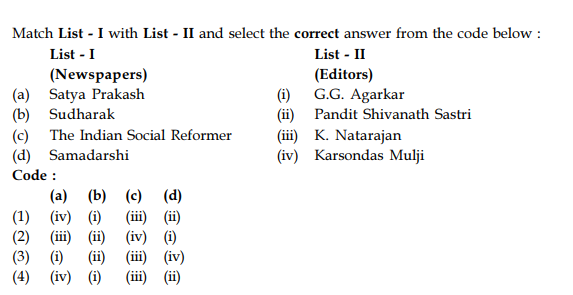 Match List - I with List - II and select the correct answer from the code below :
List - I List - II
(Newspapers) (Editors)
(a) Satya Prakash (i) G.G. Agarkar
(b) Sudharak (ii) Pandit Shivanath Sastri
(c) The Indian Social Reformer (iii) K. Natarajan
(d) Samadarshi (iv) Karsondas Mulji
Code :
(a) (b) (c) (d)
(1) (iv) (i) (iii) (ii)
(2) (iii) (ii) (iv) (i)
(3) (i) (ii) (iii) (iv)
(4) (iv) (i) (iii) (ii)